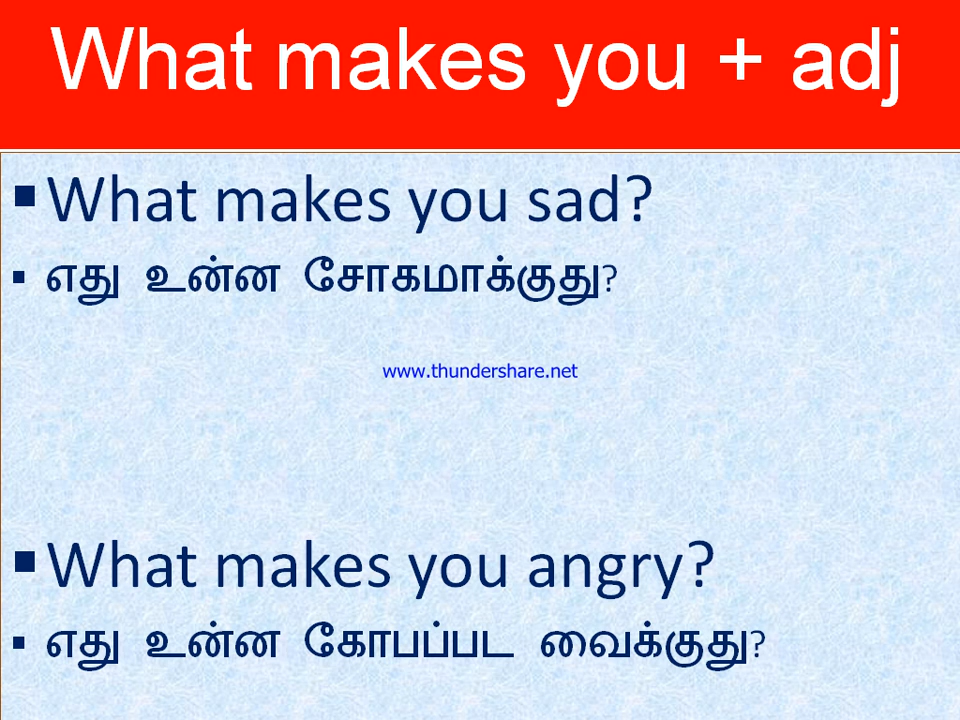 What makes you + adj
▪ What makes you sad?
▪ எது உன்ன சோகமாக்குது?
www.thundershare.net
▪ What makes you angry?
▪ எது உன்ன கோபப்பட வைக்குது?